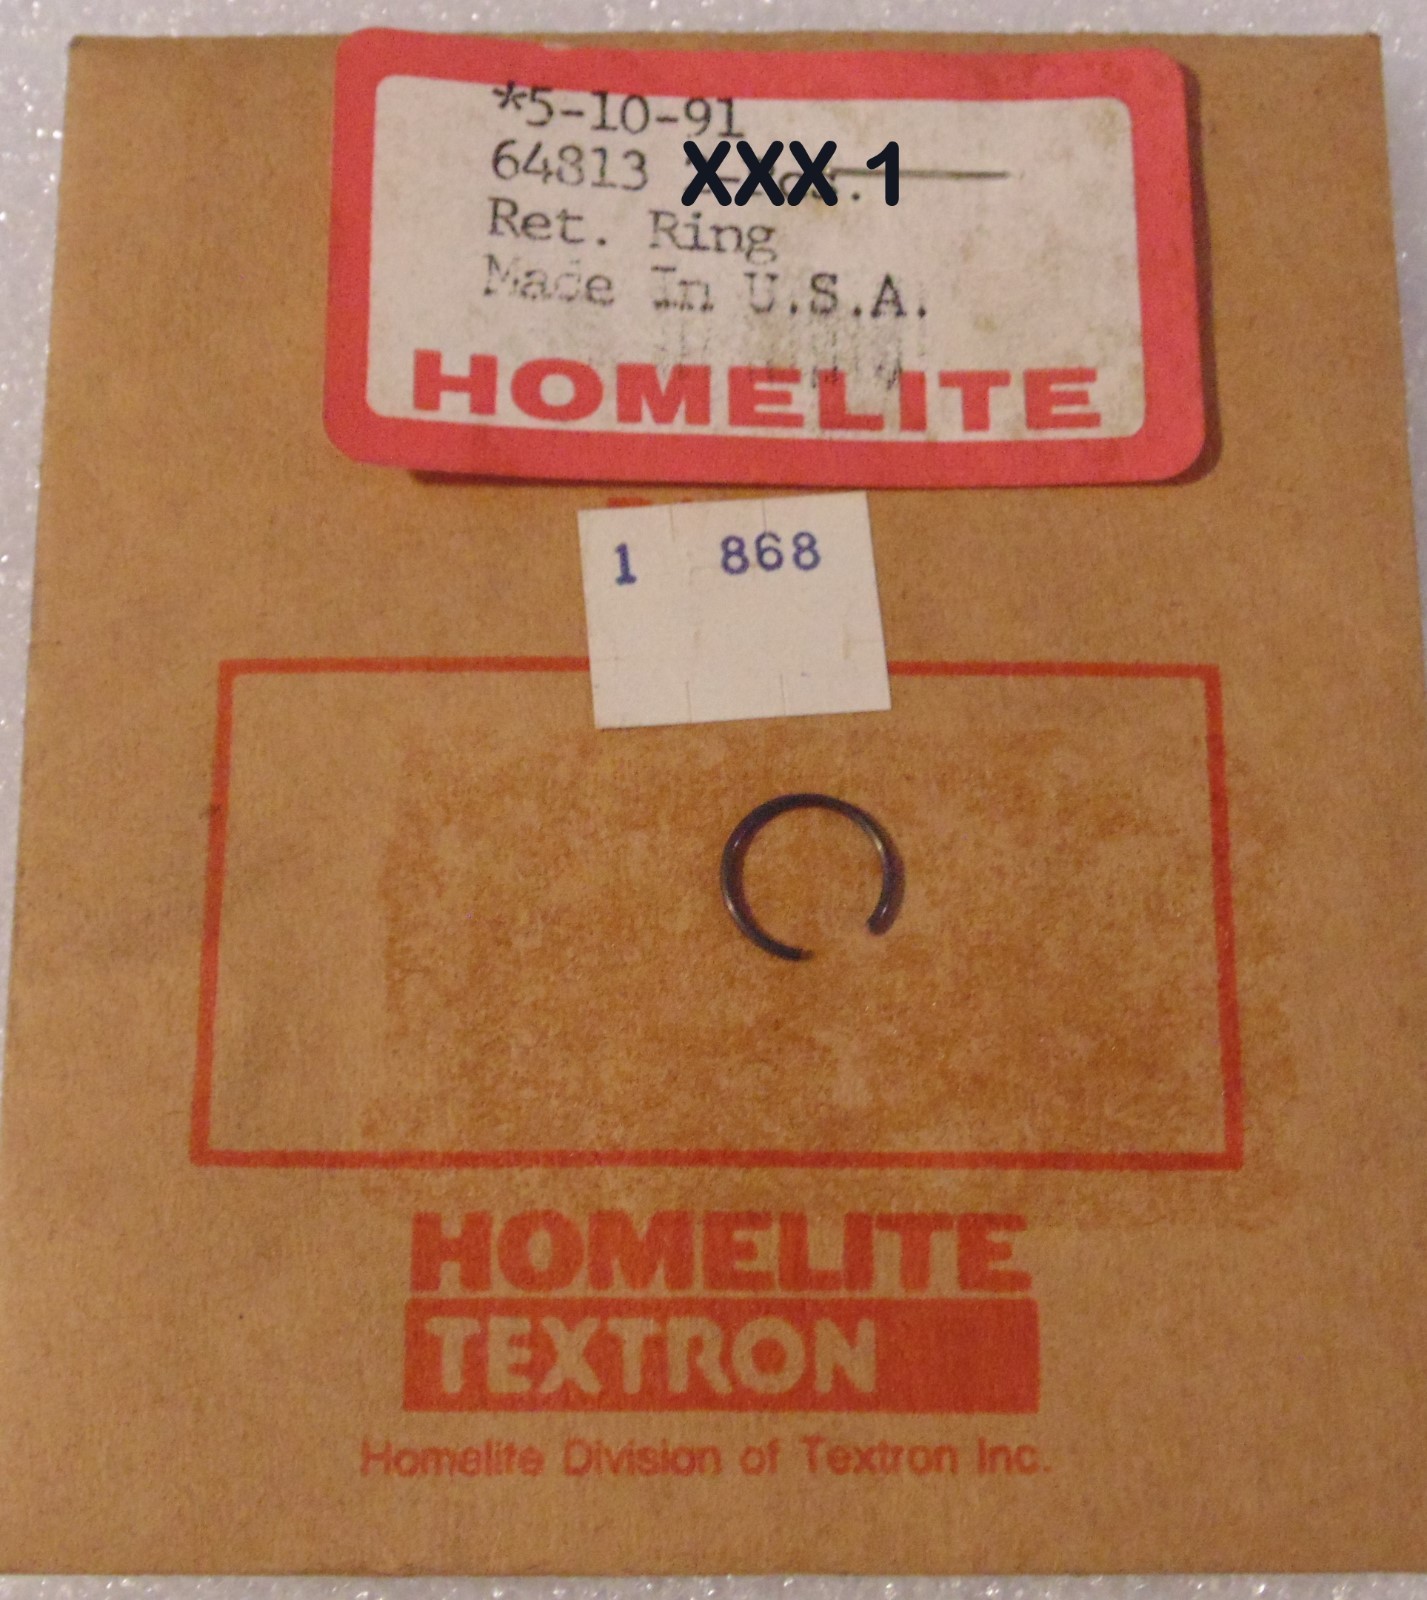 *5-10-91
64813 XXX 1
Ret. Ring
Made In U.S.A.
HOMELITE
1 868
HOMELITE
TEXTRON
Homelite Division of Textron Inc.